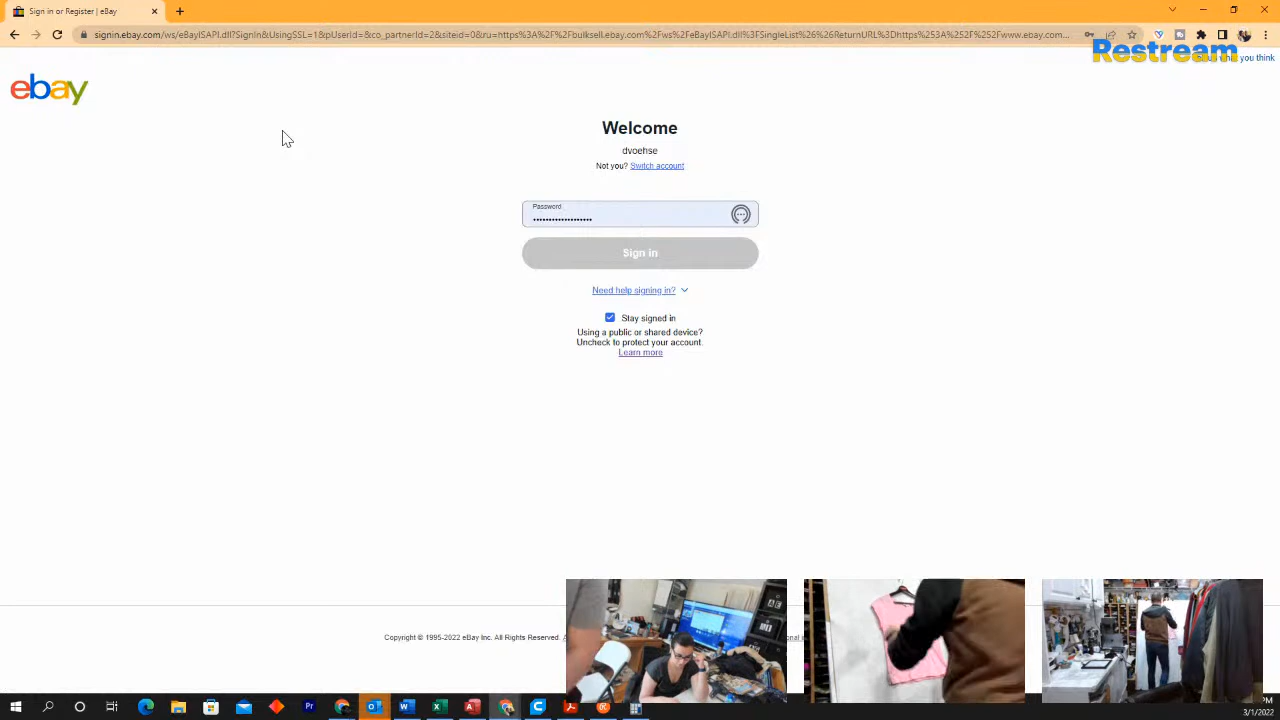 Sign in or Register | eBay
signin.ebay.com/ws/eBayISAPI.dll?SignIn&UsingSSL=1&pUserId=&co_partnerId=2&siteid=0&ru=https%3A%2F%2Fbulksell.ebay.com%2Fws%2FeBayISAPI.dll%3FSingleList%26%26ReturnURL%3Dhttps%253A%252F%252Fwww.ebay.com...
Restream
you think
ebay
Welcome
dvoehse
Not you? Switch account
Password
Sign in
Need help signing in?
Stay signed in
Using a public or shared device?
Uncheck to protect your account.
Learn more
Copyright © 1995-2022 eBay Inc. All Rights Reserved.
PM
3/1/2022